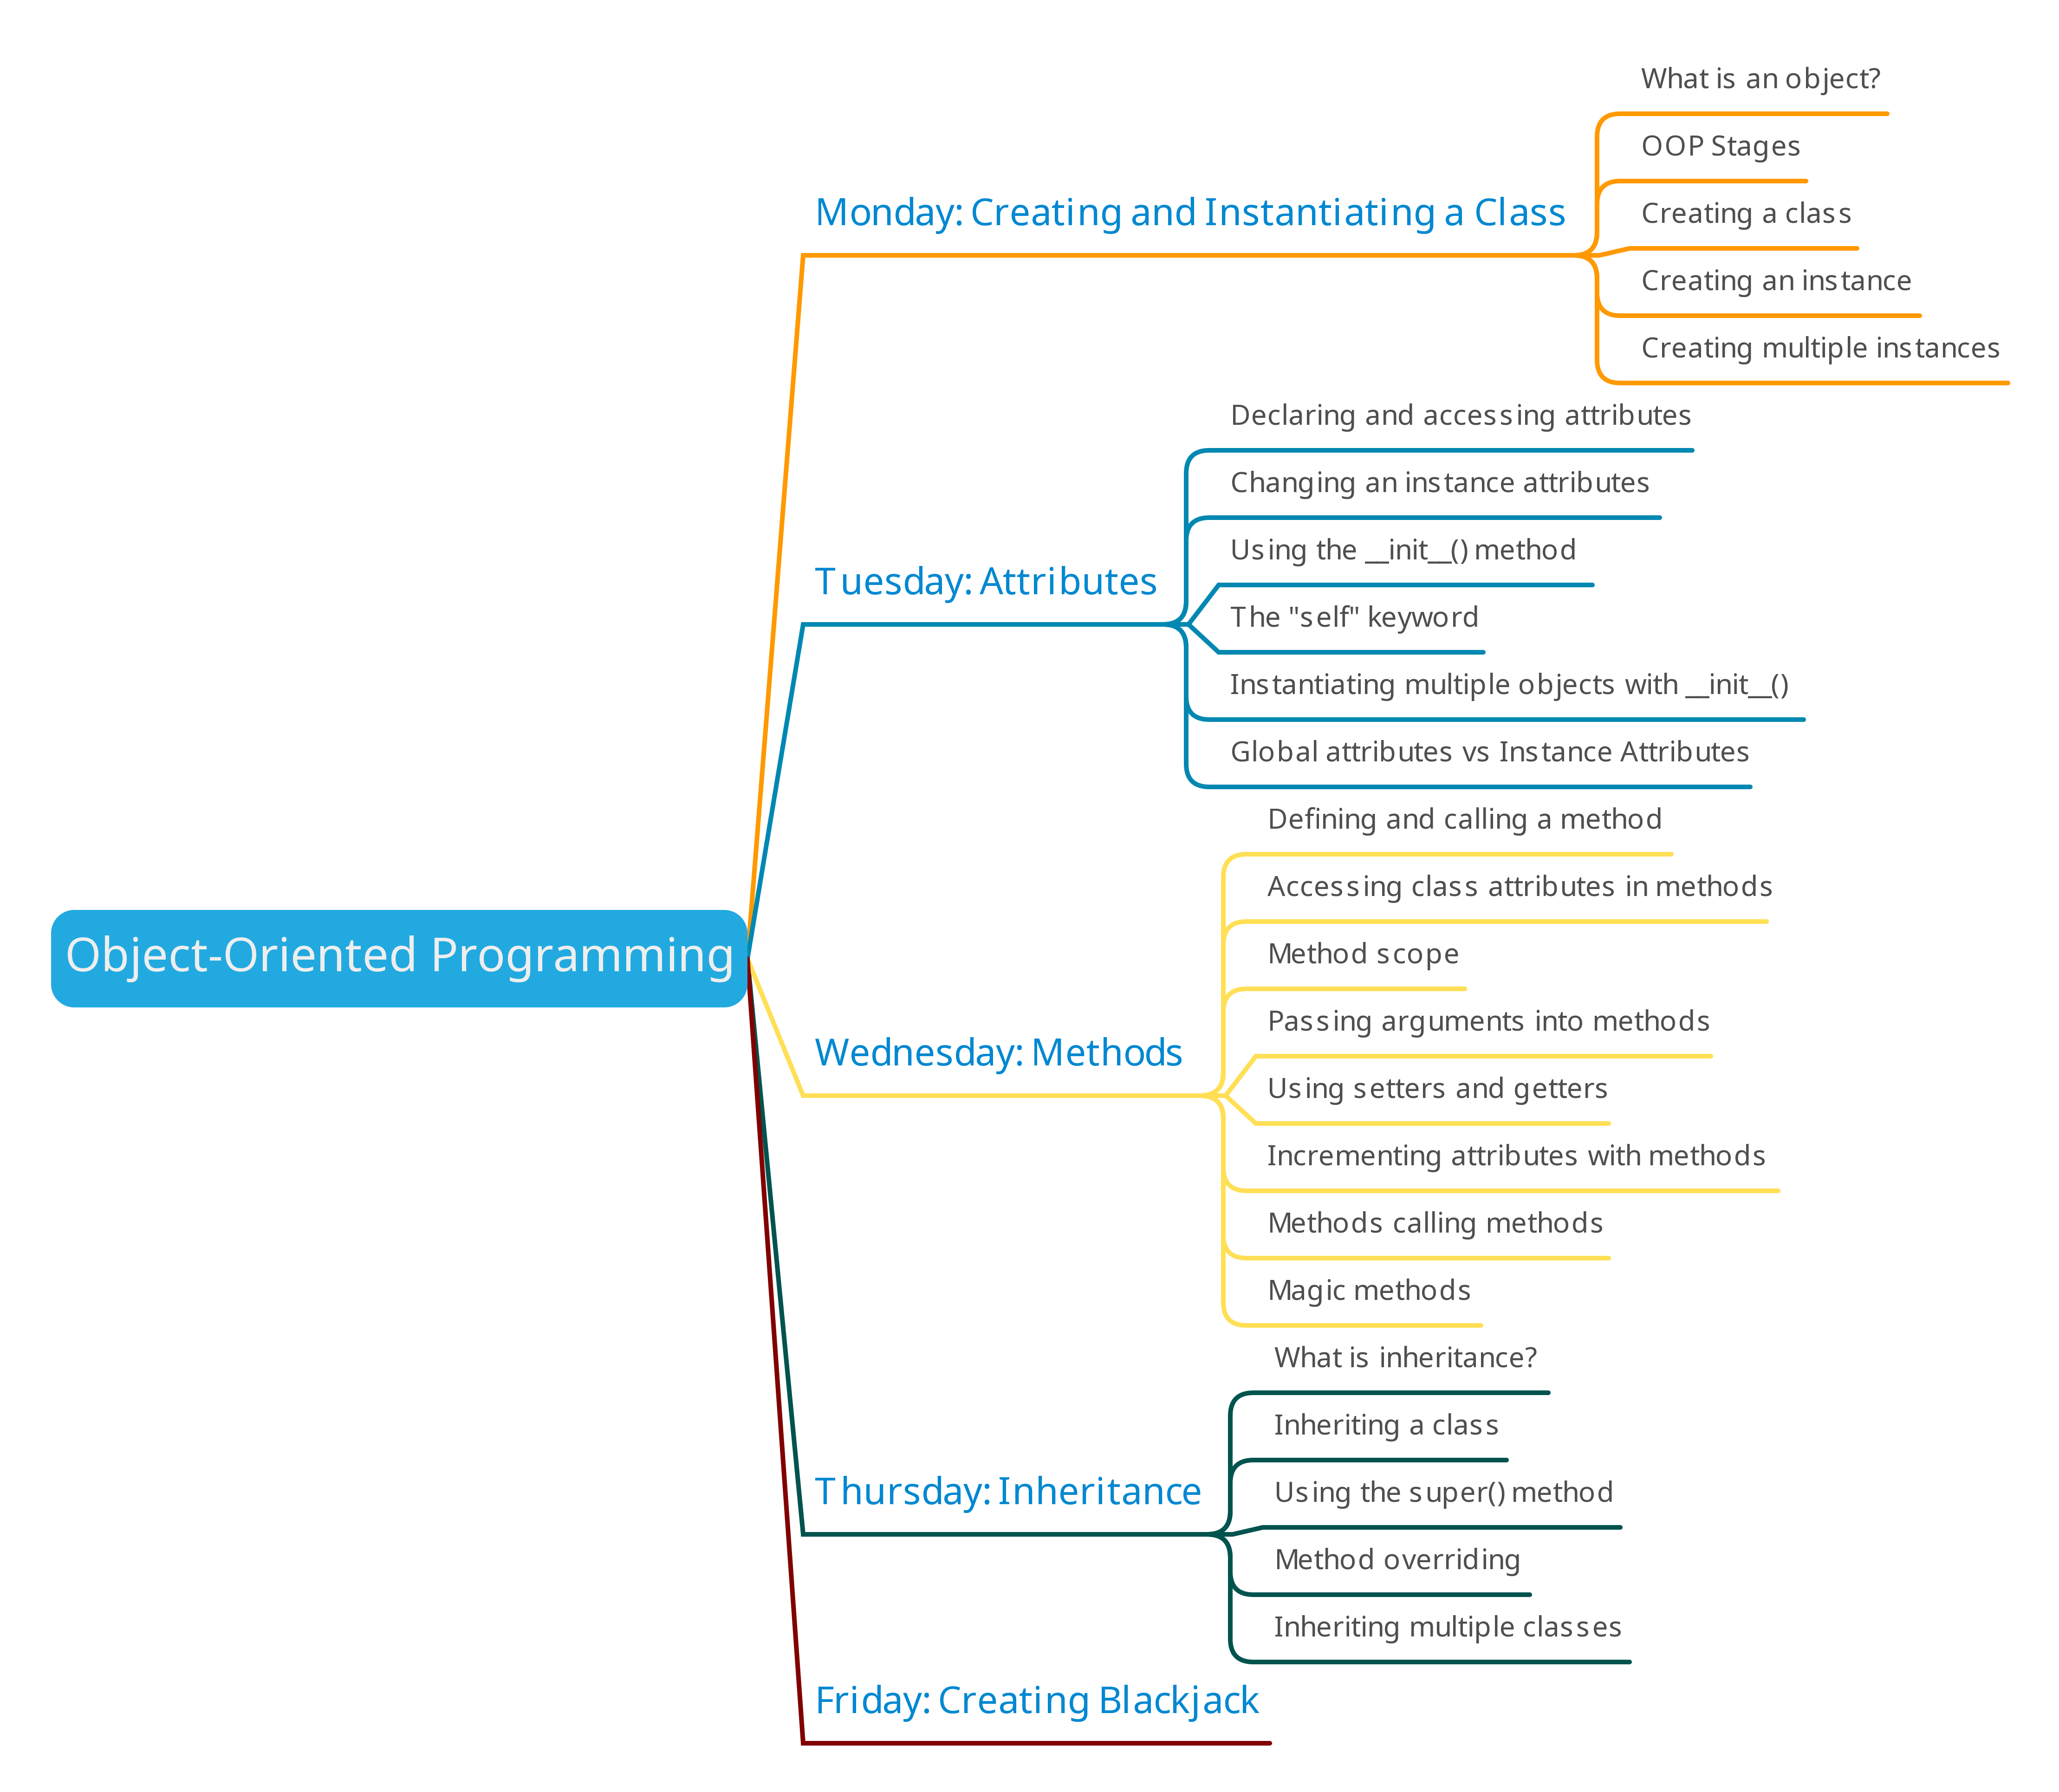 Object-Oriented Programming
Monday: Creating and Instantiating a Class
What is an object?
OOP Stages
Creating a class
Creating an instance
Creating multiple instances
Tuesday: Attributes
Declaring and accessing attributes
Changing an instance attributes
Using the __init__() method
The "self" keyword
Instantiating multiple objects with __init__()
Global attributes vs Instance Attributes
Wednesday: Methods
Defining and calling a method
Accessing class attributes in methods
Method scope
Passing arguments into methods
Using setters and getters
Incrementing attributes with methods
Methods calling methods
Magic methods
Thursday: Inheritance
What is inheritance?
Inheriting a class
Using the super() method
Method overriding
Inheriting multiple classes
Friday: Creating Blackjack